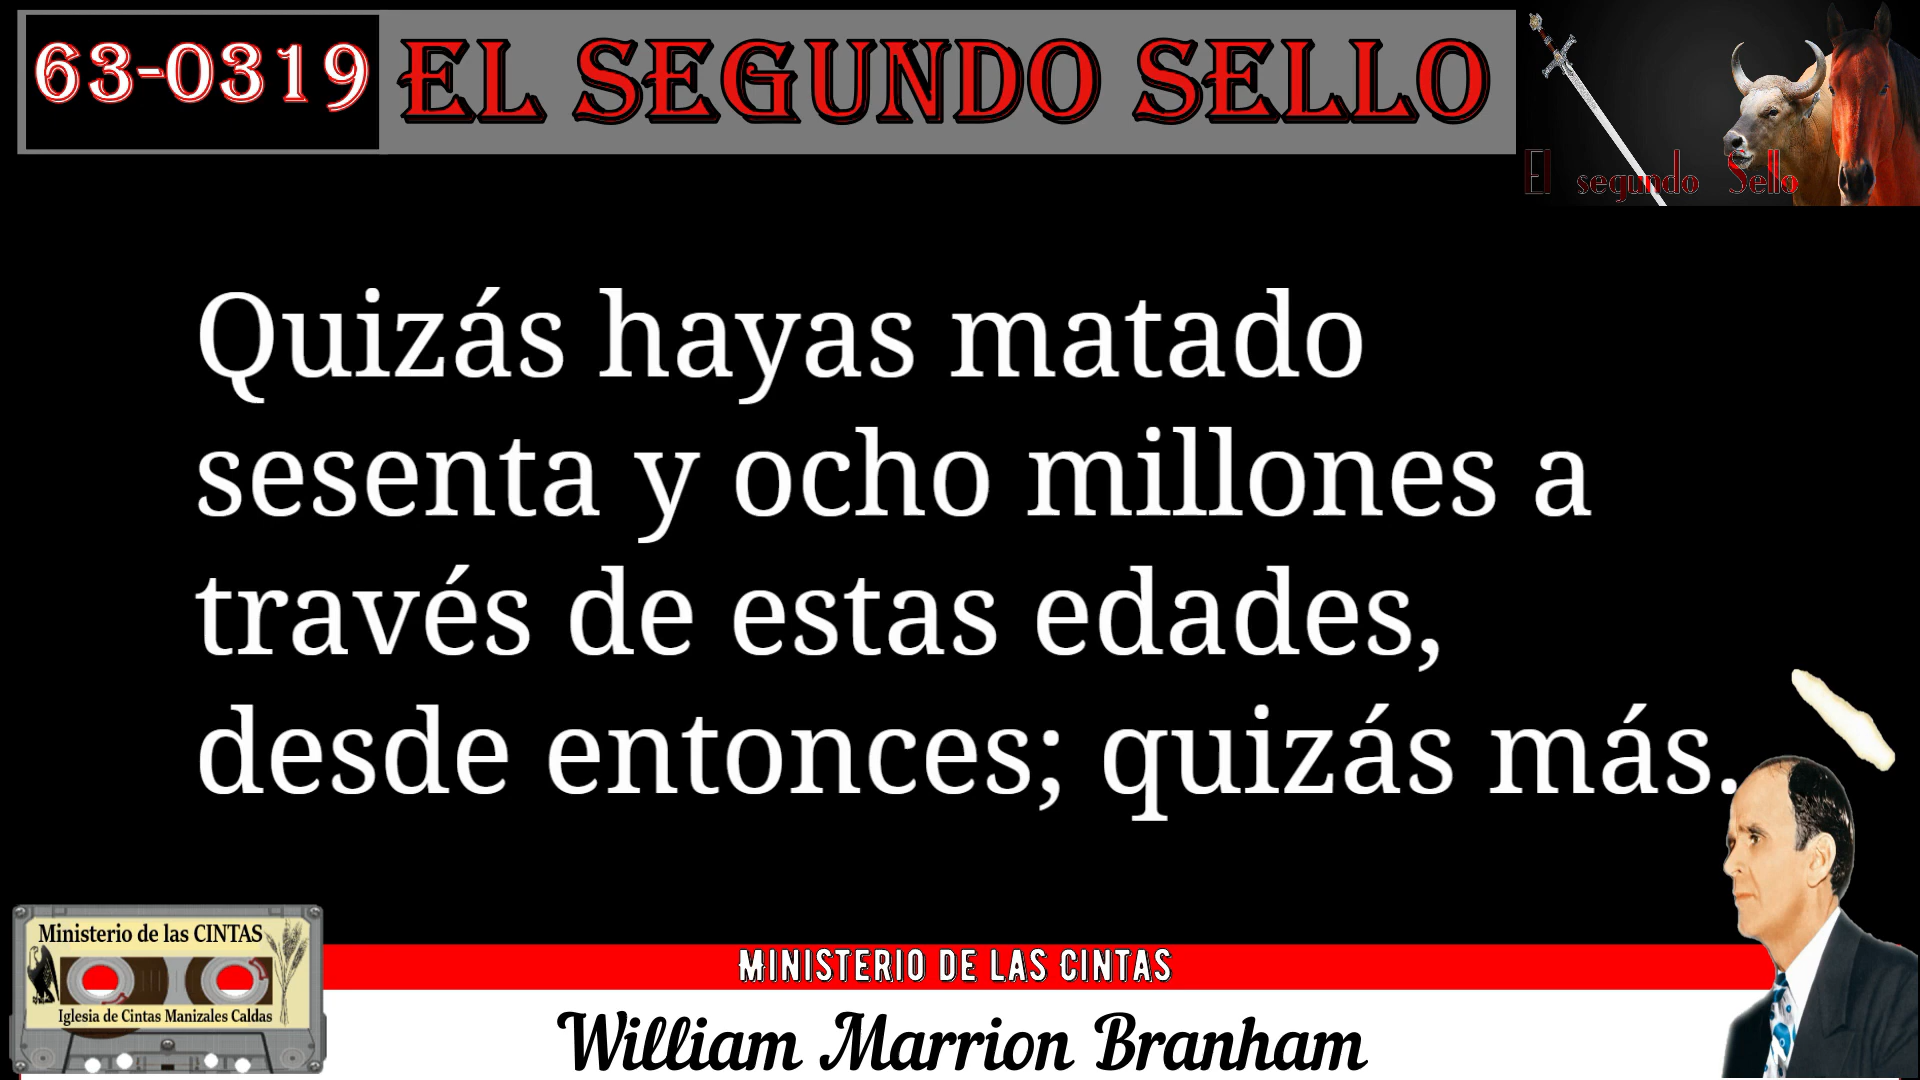 63-0319 EL SEGUNDO SELLO
El segundo Sello
Quizás hayas matado
sesenta y ocho millones a
través de estas edades,
desde entonces; quizás más.
Ministerio de las CINTAS
Iglesia de Cintas Manizales Caldas
MINISTERIO DE LAS CINTAS
William Marrion Branham